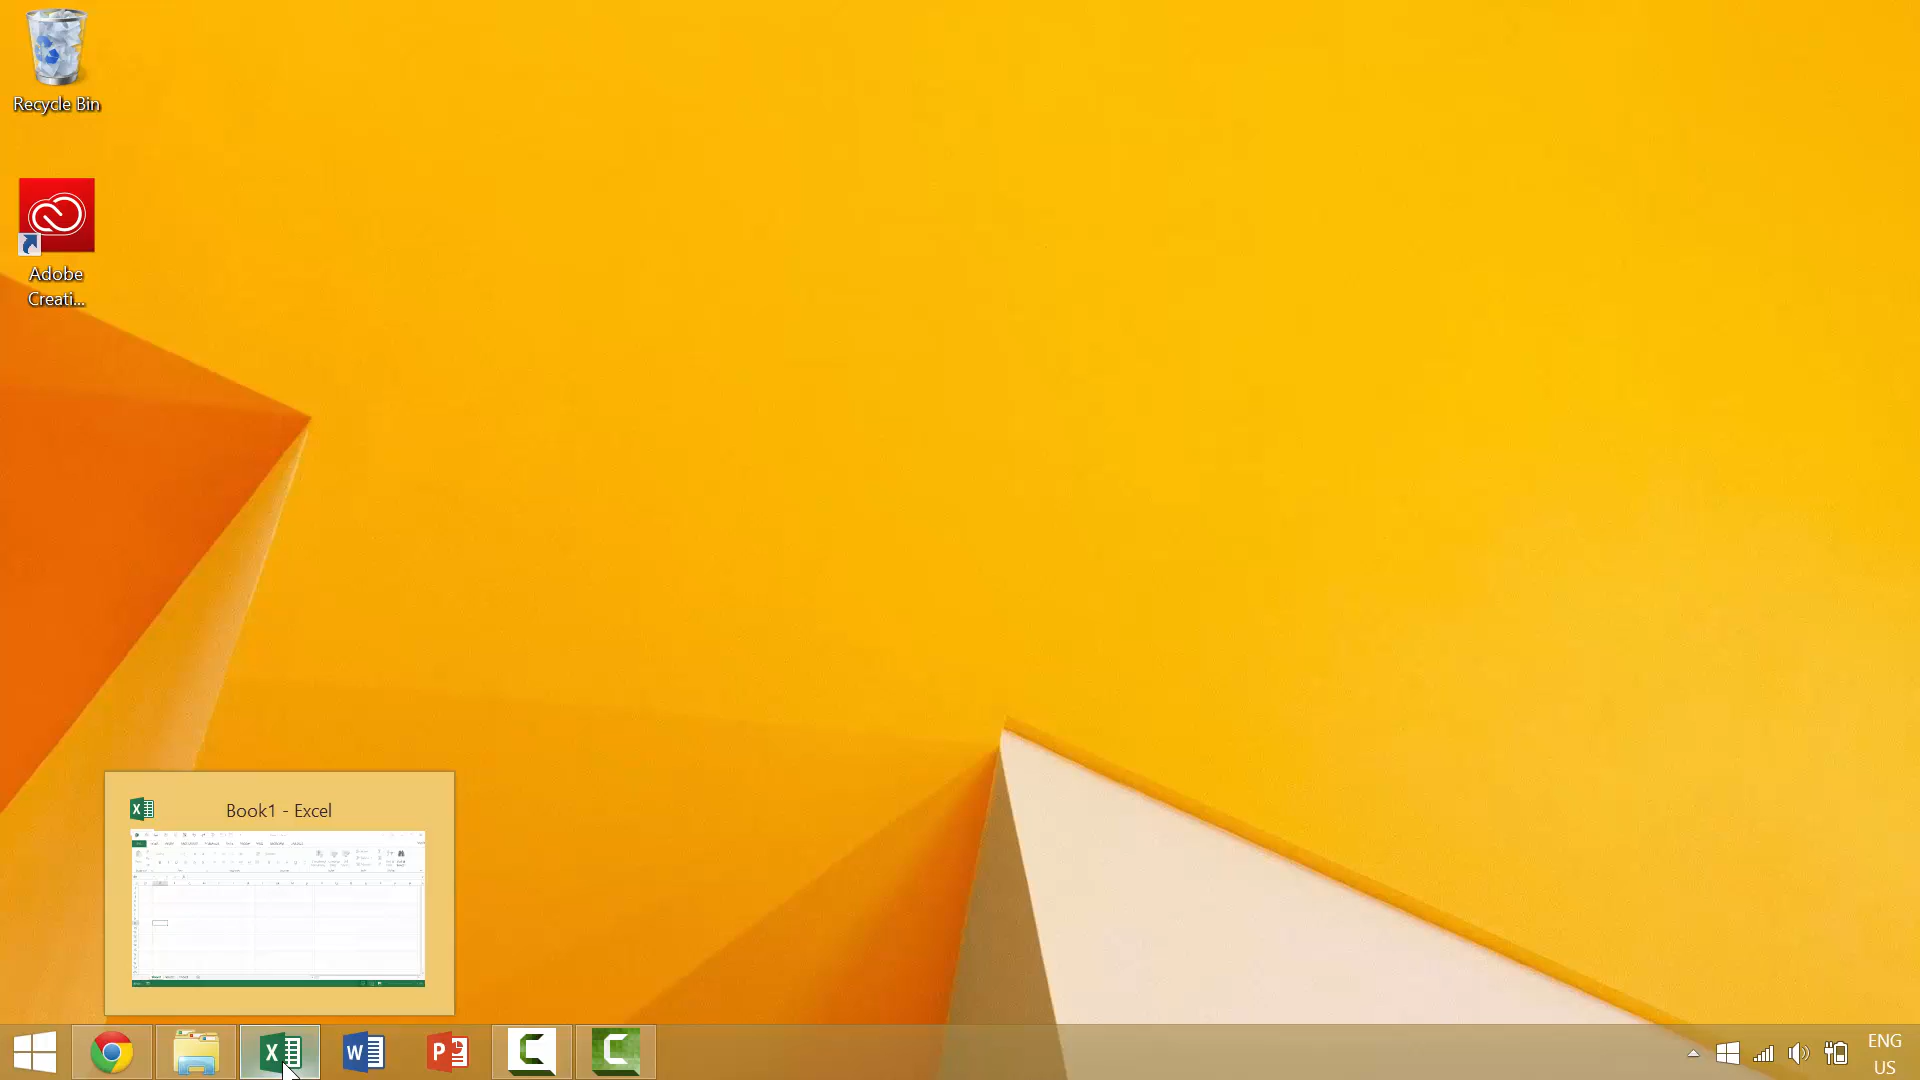 Recycle Bin
Adobe
Creati...
Book1 - Excel
ENG
US